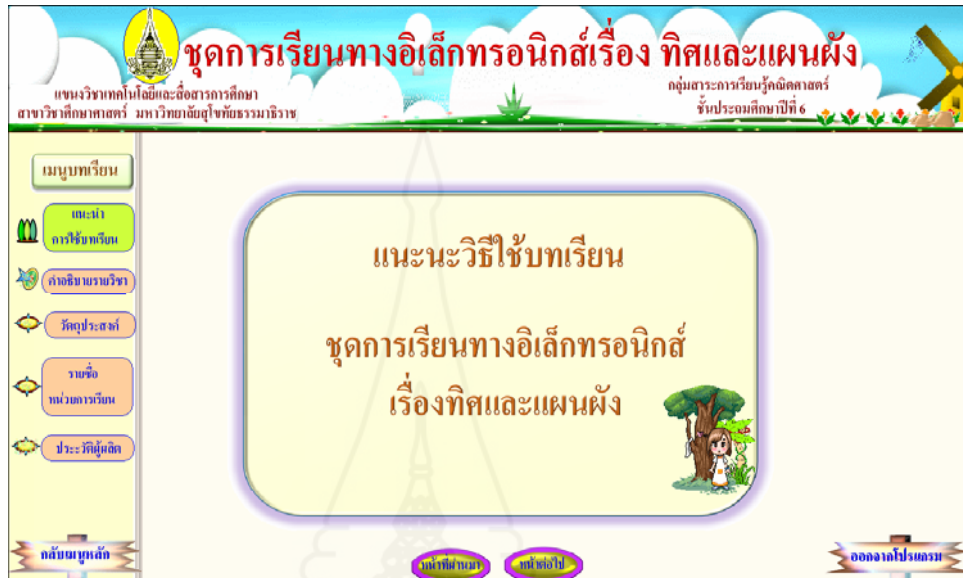 ชุดการเรียนทางอิเล็กทรอนิกส์เรื่อง ทิศและแผนผัง
แขนงวิชาเทคโนโลยีและสื่อสารการศึกษา
สาขาวิชาศึกษาศาสตร์ มหาวิทยาลัยสุโขทัยธรรมาธิราช
กลุ่มสาระการเรียนรู้คณิตศาสตร์
ชั้นประถมศึกษาปีที่ 6
เมนูบทเรียน
แนะนำ
การใช้บทเรียน
คำอธิบายรายวิชา
วัตถุประสงค์
รายชื่อ
หน่วยการเรียน
ประวัติผู้ผลิต
กลับเมนูหลัก
แนะนะวิธีใช้บทเรียน
ชุดการเรียนทางอิเล็กทรอนิกส์
เรื่องทิศและแผนผัง
หน้าที่ผ่านมา
หน้าต่อไป
ออกจากโปรแกรม